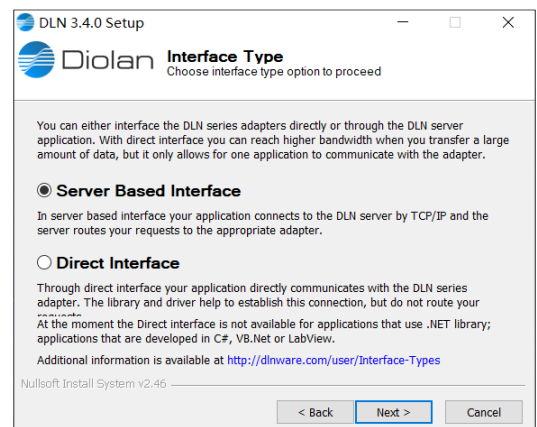 DLN 3.4.0 Setup
Diolan
Interface Type
Choose interface type option to proceed
You can either interface the DLN series adapters directly or through the DLN server
application. With direct interface you can reach higher bandwidth when you transfer a large
amount of data, but it only allows for one application to communicate with the adapter.
Server Based Interface
In server based interface your application connects to the DLN server by TCP/IP and the
server routes your requests to the appropriate adapter.
Direct Interface
Through direct interface your application directly communicates with the DLN series
adapter. The library and driver help to establish this connection, but do not route your
requests
At the moment the Direct interface is not available for applications that use .NET library;
applications that are developed in C#, VB.Net or LabView.
Additional information is available at http://dlnware.com/user/Interface-Types
Nullsoft Install System v2.46
< Back
Next >
Cancel